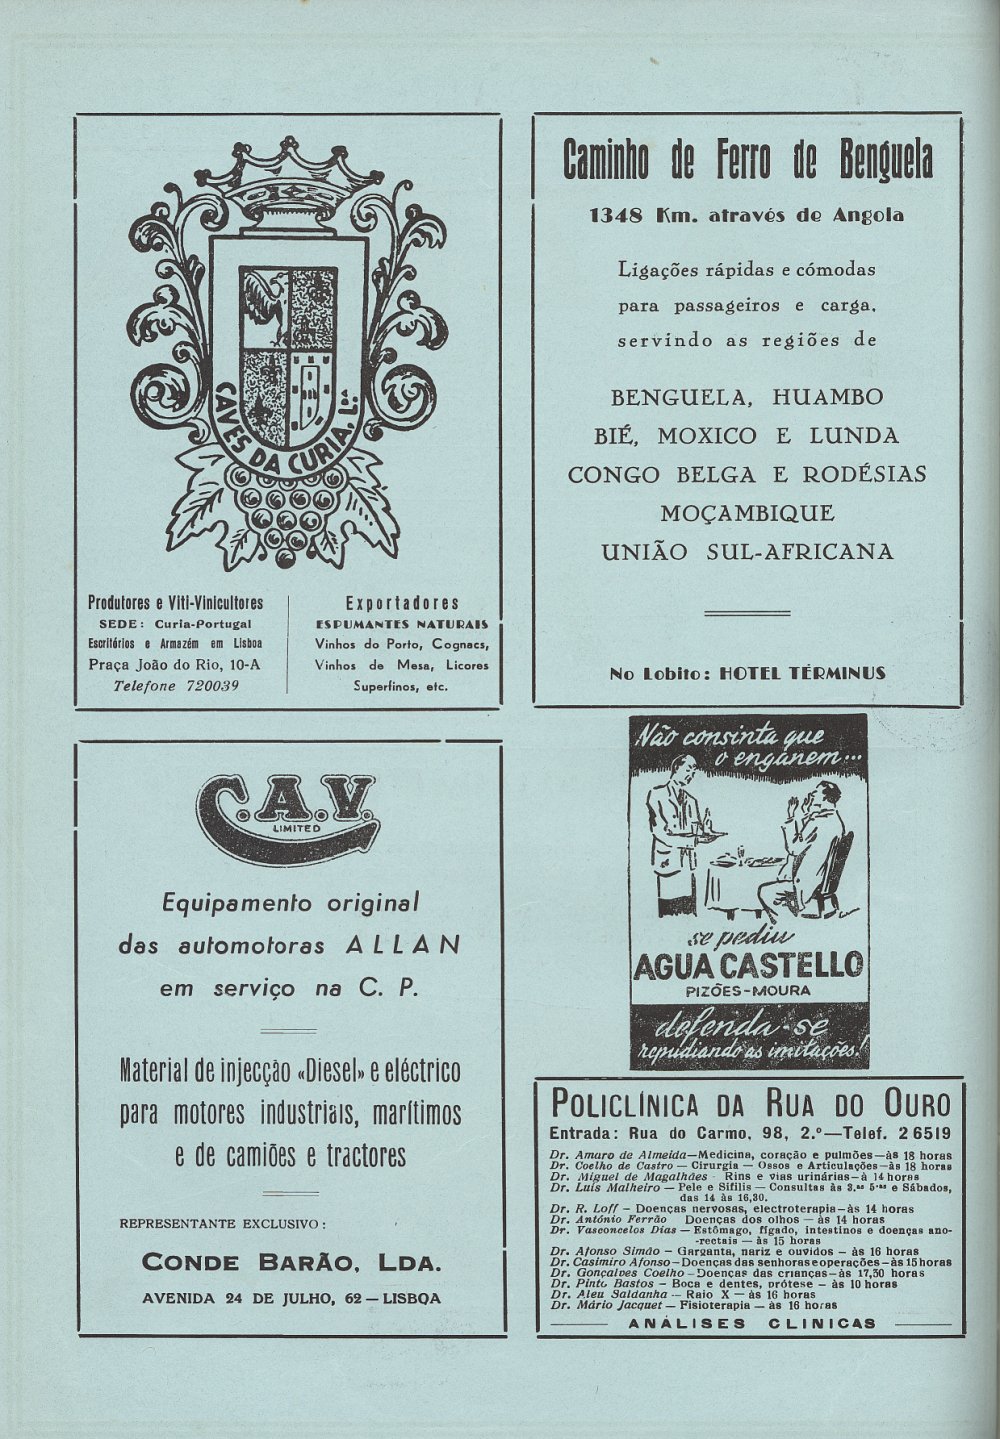 CAVES DA CURIA, Lda.
Produtores e Viti-Vinicultores
SEDE: Curia-Portugal
Escritórios e Armazém em Lisboa
Praça João do Rio, 10-A
Telefone 720039
Exportadores
ESPUMANTES NATURAIS
Vinhos do Porto, Cognacs,
Vinhos de Mesa, Licores
Superfinos, etc.
Caminho de Ferro de Benguela
1348 Km. através de Angola
Ligações rápidas e cómodas
para passageiros e carga,
servindo as regiões de
BENGUELA, HUAMBO
BIÉ, MOXICO E LUNDA
CONGO BELGA E RODÉSIAS
MOÇAMBIQUE
UNIÃO SUL-AFRICANA
No Lobito: HOTEL TÉRMINUS
C.A.V.
LIMITED
Equipamento original
das automotoras ALLAN
em serviço na C. P.
Material de injecção «Diesel» e eléctrico
para motores industriais, marítimos
e de camiões e tractores
REPRESENTANTE EXCLUSIVO:
CONDE BARÃO, LDA.
AVENIDA 24 DE JULHO, 62 — LISBOA
Não consinta que
o enganem...
se pediu
AGUA CASTELLO
PIZÕES-MOURA
defenda-se
repudiando as imitações!
POLICLÍNICA DA RUA DO OURO
Entrada: Rua do Carmo, 98, 2.º—Telef. 26519
Dr. Amaro de Almeida—Medicina, coração e pulmões—às 18 horas
Dr. Coelho de Castro — Cirurgia — Ossos e Articulações—às 18 horas
Dr. Miguel de Magalhães - Rins e vias urinárias—à 14 horas
Dr. Luís Malheiro — Pele e Sífilis — Consultas às 3.as 5.as e Sábados,
das 14 às 16,30.
Dr. R. Loff — Doenças nervosas, electroterapia—às 14 horas
Dr. António Ferrão Doenças dos olhos — às 14 horas
Dr. Vasconcelos Dias — Estômago, fígado, intestinos e doenças ano-
-rectais — às 15 horas
Dr. Afonso Simão — Garganta, nariz e ouvidos — às 16 horas
Dr. Casimiro Afonso—Doenças das senhoras e operações—às 15 horas
Dr. Gonçalves Coelho—Doenças das crianças—às 17,30 horas
Dr. Pinto Bastos — Boca e dentes, prótese — às 10 horas
Dr. Aleu Saldanha — Raio X — às 16 horas
Dr. Mário Jacquet — Fisioterapia — às 16 horas
ANÁLISES CLINICAS